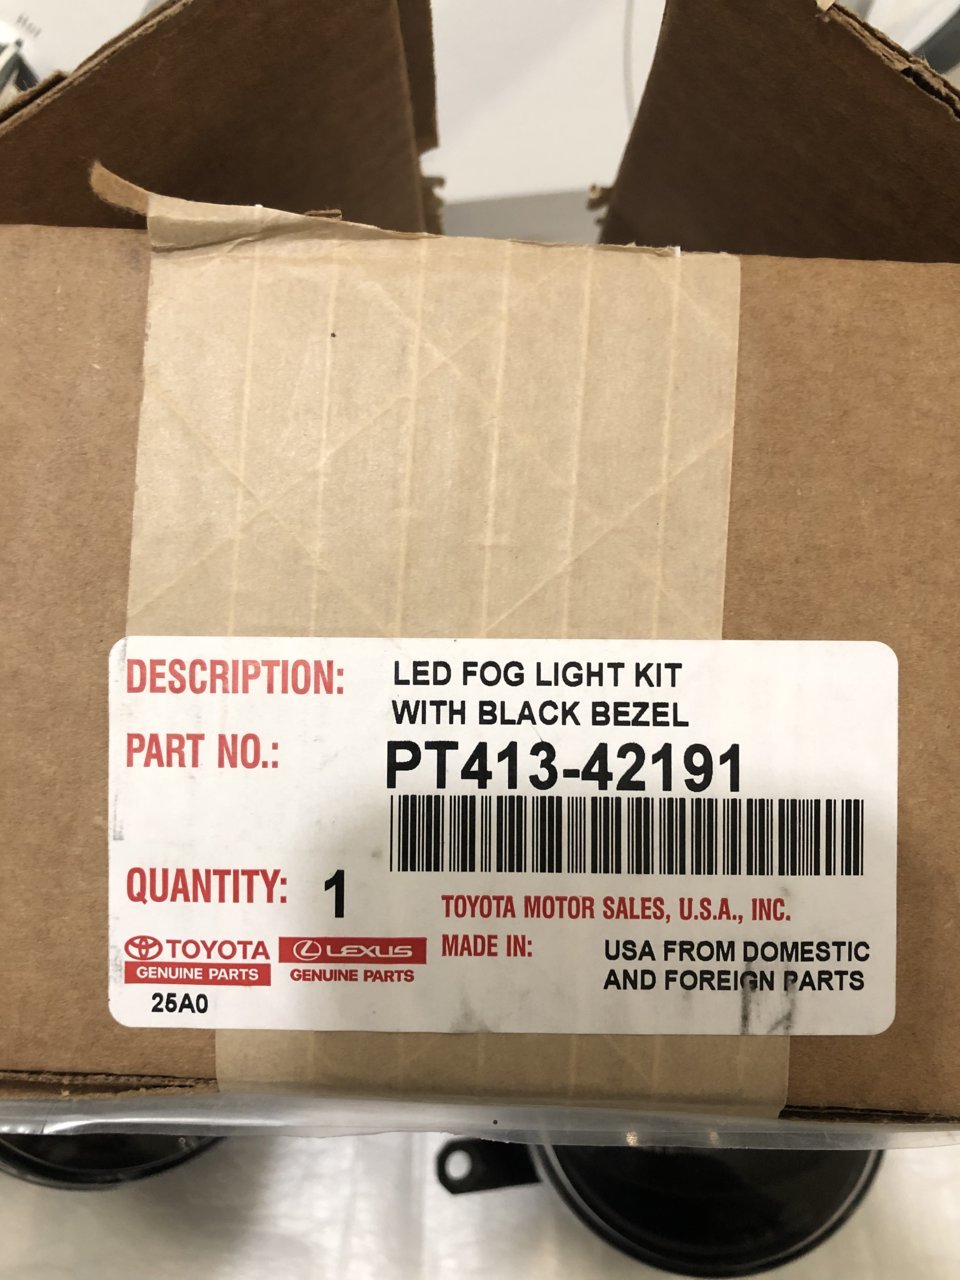 DESCRIPTION: LED FOG LIGHT KIT
WITH BLACK BEZEL
PART NO.: PT413-42191
QUANTITY: 1
TOYOTA MOTOR SALES, U.S.A., INC.
TOYOTA
GENUINE PARTS
LEXUS
GENUINE PARTS
MADE IN: USA FROM DOMESTIC
AND FOREIGN PARTS
25A0